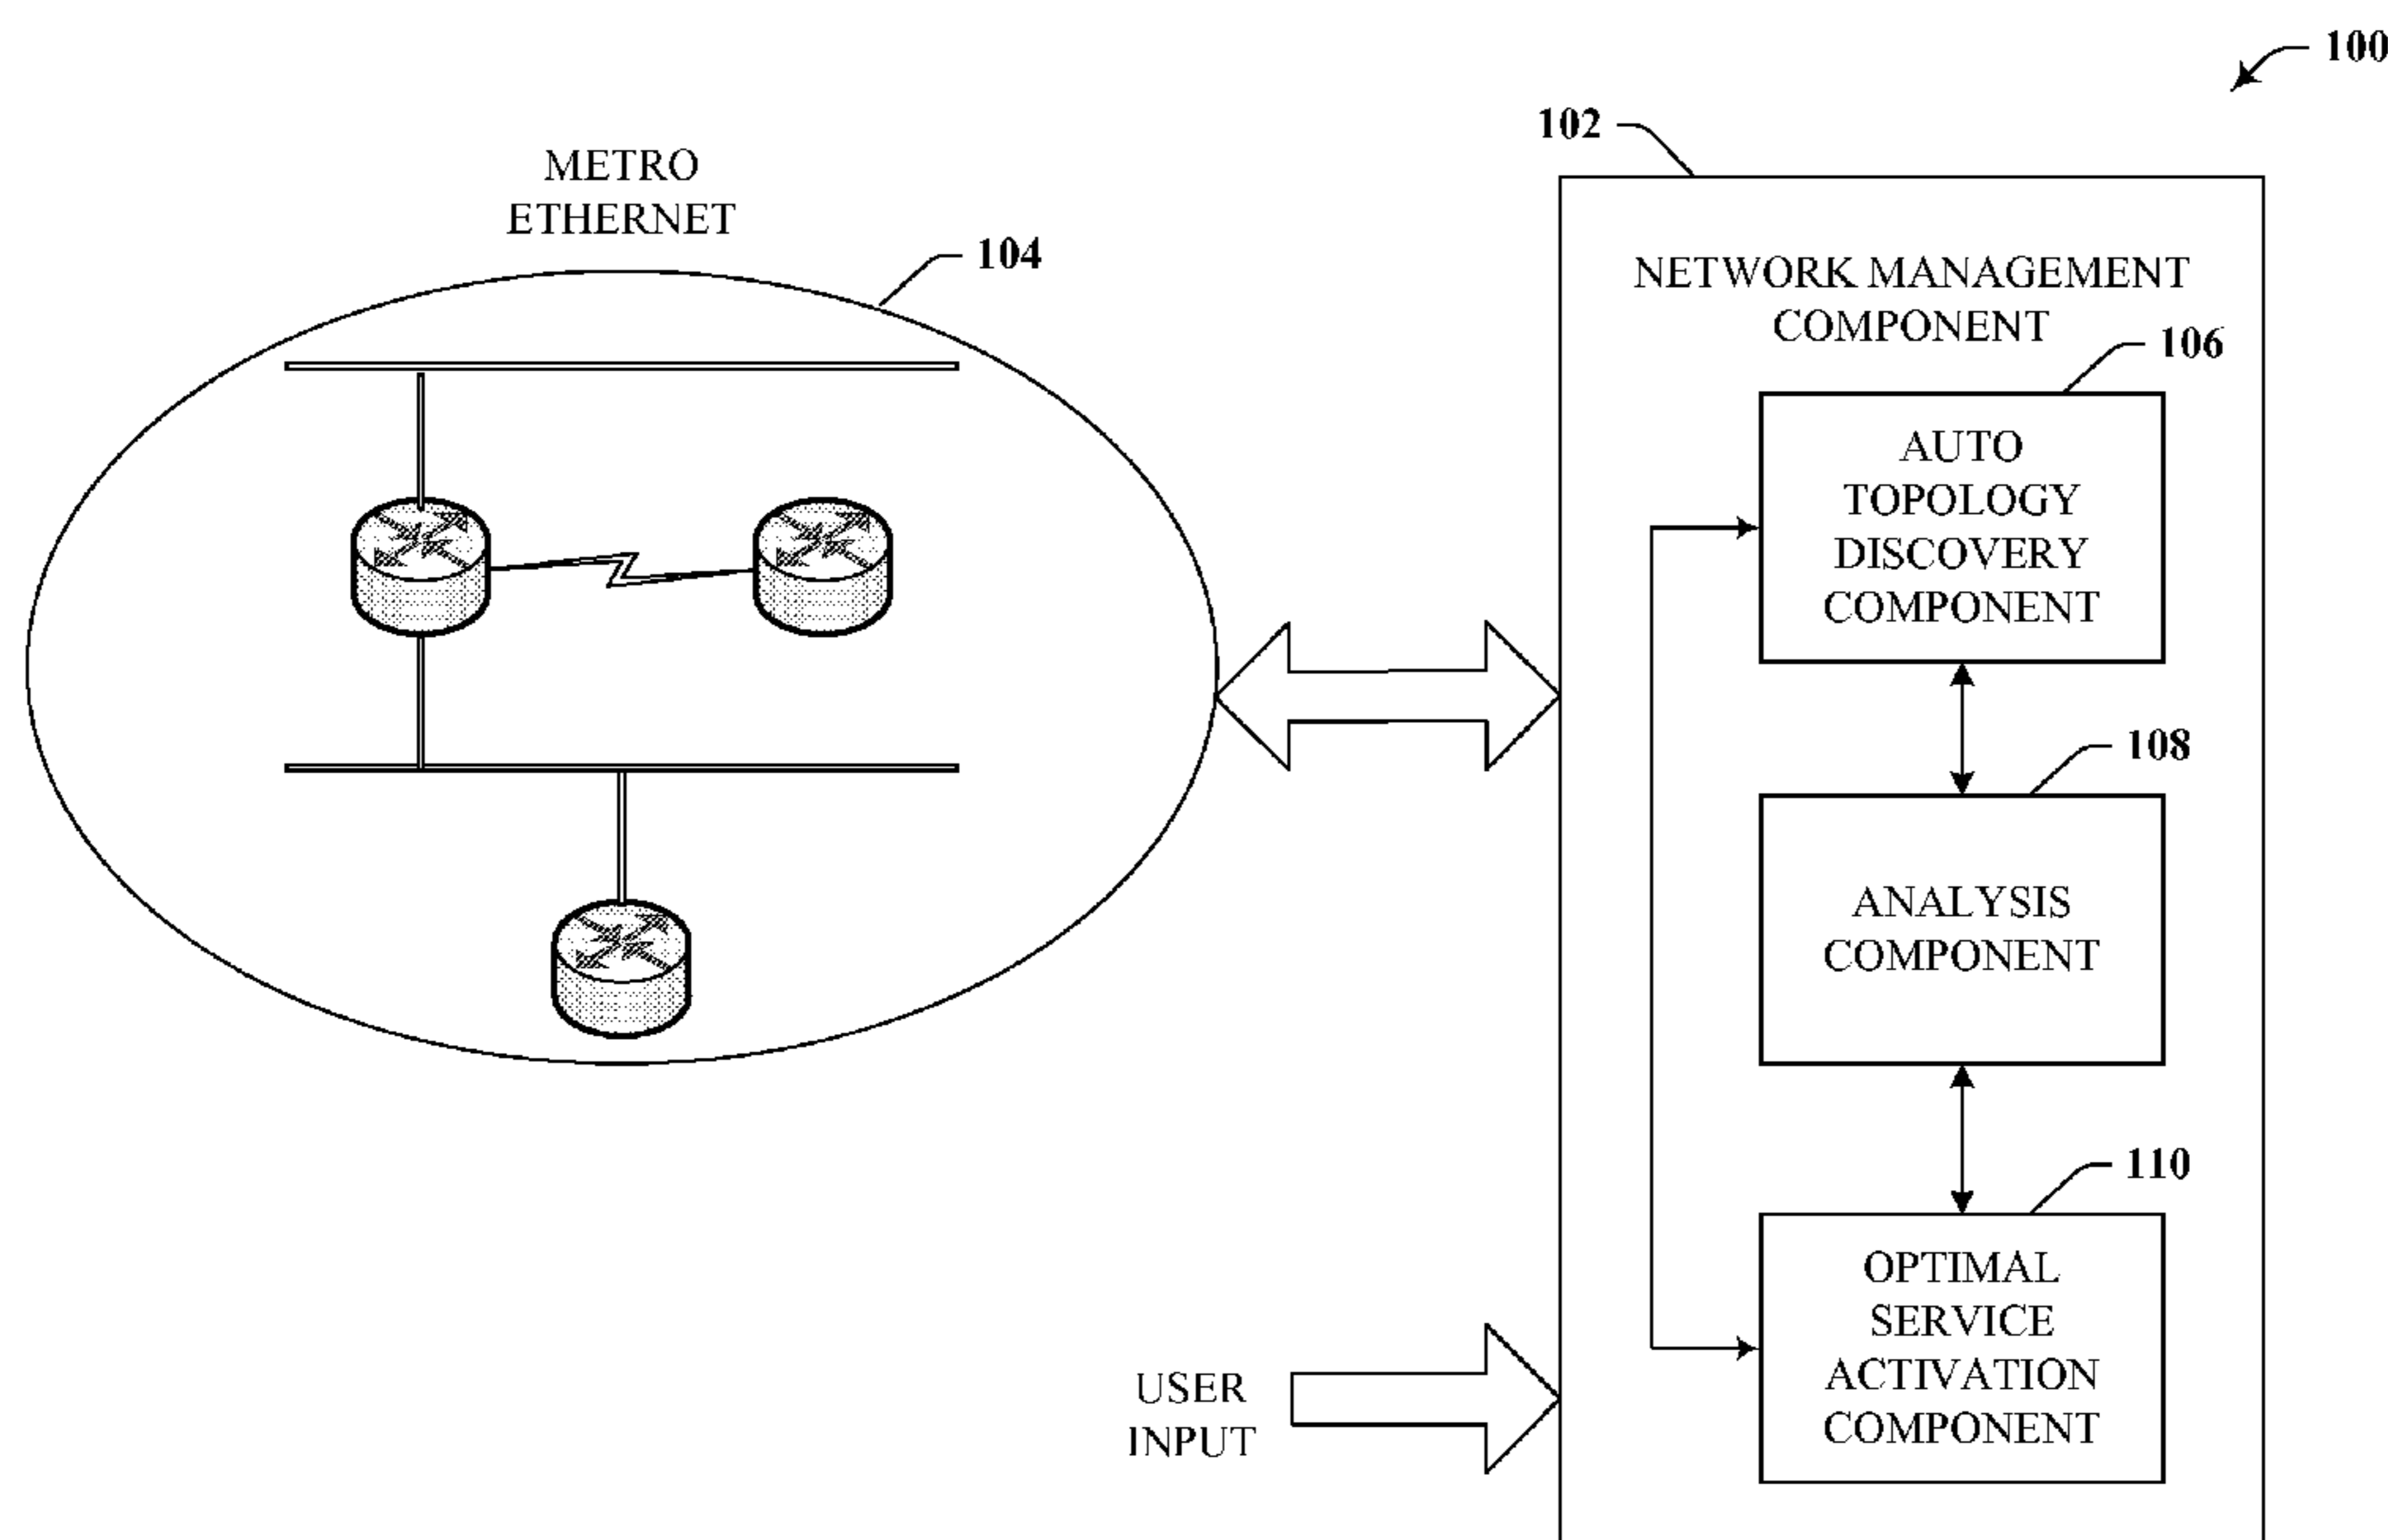 100
102
METRO
ETHERNET
104
NETWORK MANAGEMENT
COMPONENT
106
AUTO
TOPOLOGY
DISCOVERY
COMPONENT
108
ANALYSIS
COMPONENT
110
OPTIMAL
SERVICE
ACTIVATION
COMPONENT
USER
INPUT